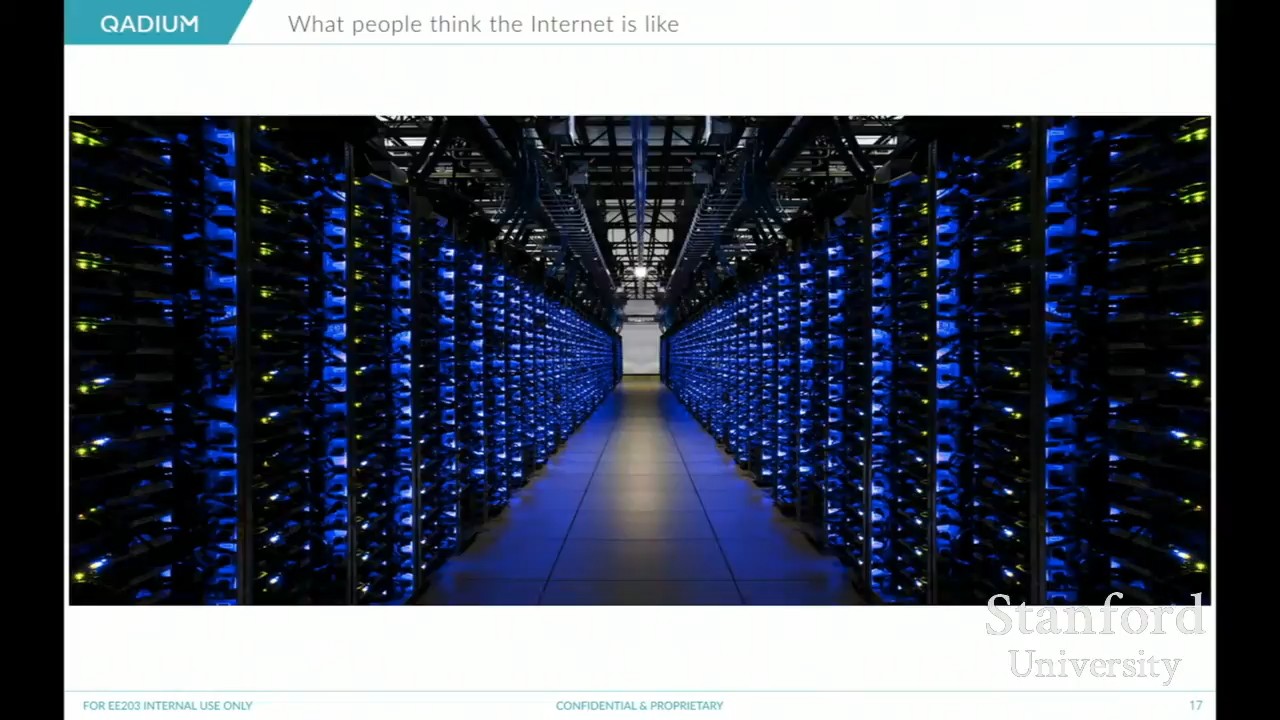 QADIUM
What people think the Internet is like
Stanford
University
FOR EE203 INTERNAL USE ONLY
CONFIDENTIAL & PROPRIETARY
17